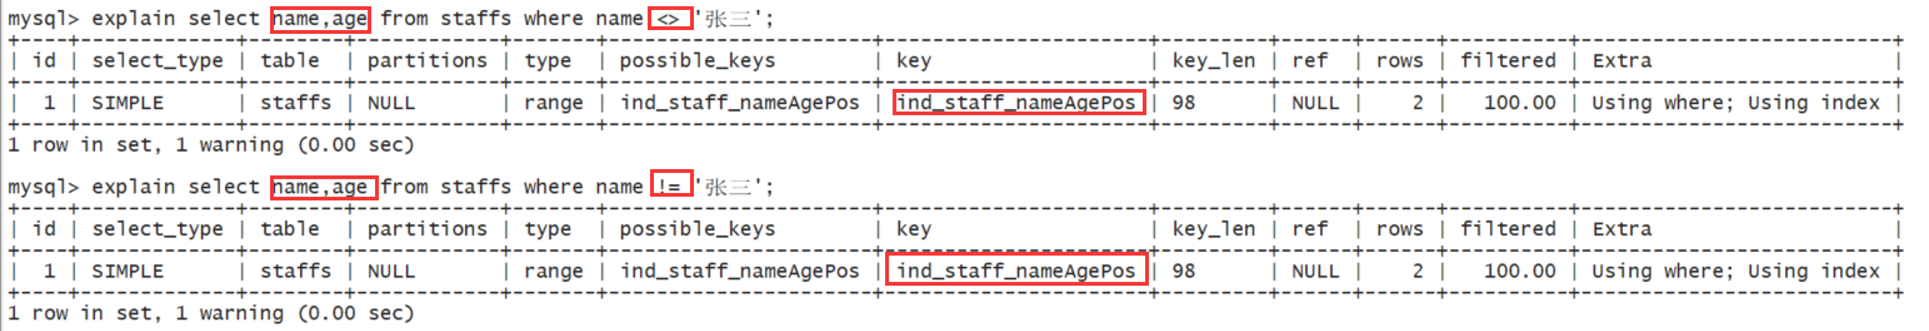 mysql> explain select name,age from staffs where name <> '张三';
+----+-------------+--------+------------+-------+----------------------+----------------------+---------+------+------+----------+--------------------------+
| id | select_type | table | partitions | type | possible_keys | key | key_len | ref | rows | filtered | Extra |
+----+-------------+--------+------------+-------+----------------------+----------------------+---------+------+------+----------+--------------------------+
| 1 | SIMPLE | staffs | NULL | range | ind_staff_nameAgePos | ind_staff_nameAgePos | 98 | NULL | 2 | 100.00 | Using where; Using index |
+----+-------------+--------+------------+-------+----------------------+----------------------+---------+------+------+----------+--------------------------+
1 row in set, 1 warning (0.00 sec)
mysql> explain select name,age from staffs where name != '张三';
+----+-------------+--------+------------+-------+----------------------+----------------------+---------+------+------+----------+--------------------------+
| id | select_type | table | partitions | type | possible_keys | key | key_len | ref | rows | filtered | Extra |
+----+-------------+--------+------------+-------+----------------------+----------------------+---------+------+------+----------+--------------------------+
| 1 | SIMPLE | staffs | NULL | range | ind_staff_nameAgePos | ind_staff_nameAgePos | 98 | NULL | 2 | 100.00 | Using where; Using index |
+----+-------------+--------+------------+-------+----------------------+----------------------+---------+------+------+----------+--------------------------+
1 row in set, 1 warning (0.00 sec)